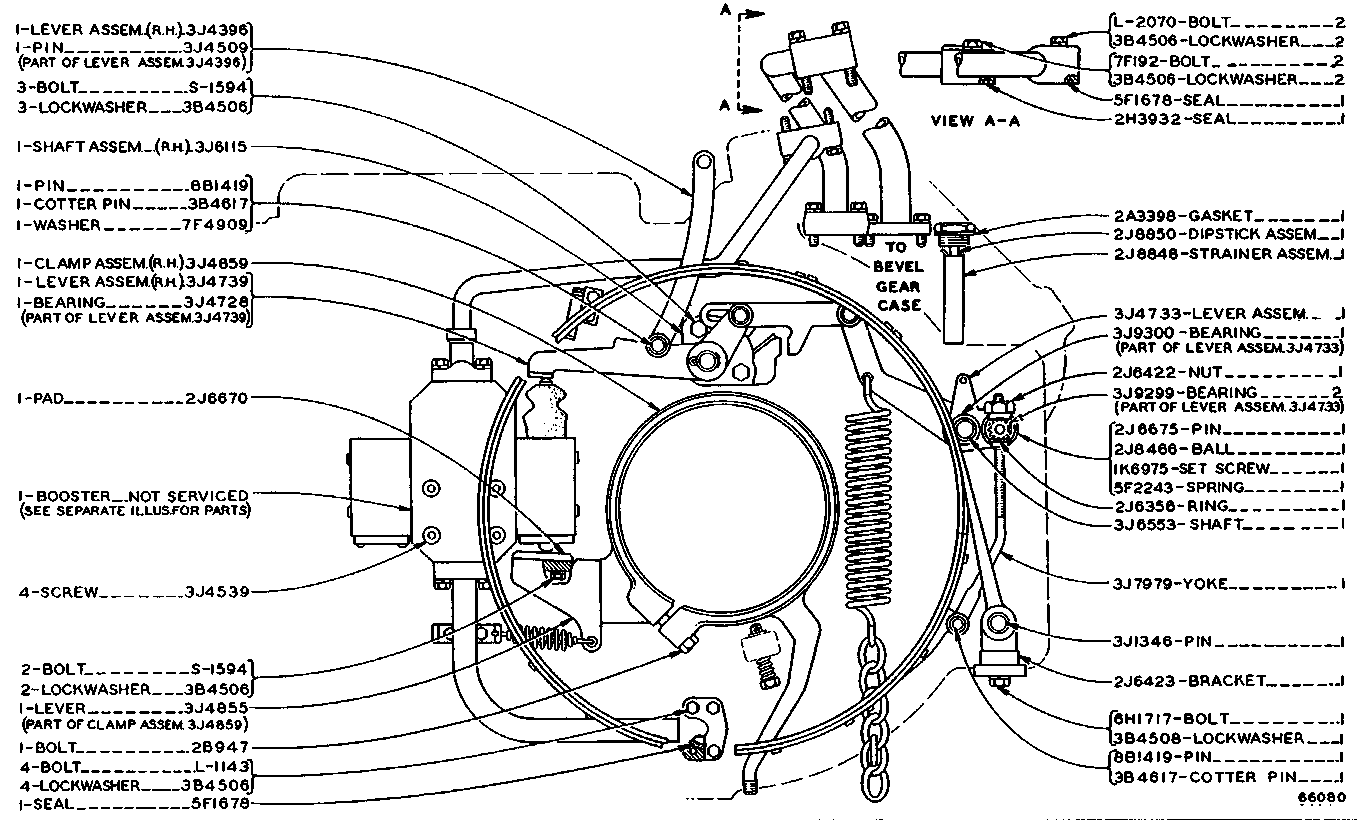 1-LEVER ASSEM.(R.H.) 3J4396
1-PIN 3J4509
(PART OF LEVER ASSEM. 3J4396)
3-BOLT S-1594
3-LOCKWASHER 3B4506
1-SHAFT ASSEM. (R.H.) 3J6115
1-PIN 8B1419
1-COTTER PIN 3B4617
1-WASHER 7F4909
1-CLAMP ASSEM.(R.H.) 3J4859
1-LEVER ASSEM.(R.H.) 3J4739
1-BEARING 3J4728
(PART OF LEVER ASSEM. 3J4739)
1-PAD 2J6670
1-BOOSTER NOT SERVICED
(SEE SEPARATE ILLUS. FOR PARTS)
4-SCREW 3J4539
2-BOLT S-1594
2-LOCKWASHER 3B4506
1-LEVER 3J4855
(PART OF CLAMP ASSEM. 3J4859)
1-BOLT 2B947
4-BOLT L-1143
4-LOCKWASHER 3B4506
1-SEAL 5F1678
A
A
VIEW A-A
TO
BEVEL
GEAR
CASE
L-2070-BOLT 2
3B4506-LOCKWASHER 2
7F192-BOLT 2
3B4506-LOCKWASHER 2
5F1678-SEAL 1
2H3932-SEAL 1
2A3398-GASKET 1
2J8850-DIPSTICK ASSEM 1
2J8848-STRAINER ASSEM. 1
3J4733-LEVER ASSEM. 1
3J9300-BEARING 1
(PART OF LEVER ASSEM. 3J4733)
2J6422-NUT 1
3J9299-BEARING 2
(PART OF LEVER ASSEM. 3J4733)
2J6675-PIN 1
2J8466-BALL 1
1K6975-SET SCREW 1
5F2243-SPRING 1
2J6356-RING 1
3J6553-SHAFT 1
3J7979-YOKE 1
3J1346-PIN 1
2J6423-BRACKET 1
6H1717-BOLT 1
3B4508-LOCKWASHER 1
8B1419-PIN 1
3B4617-COTTER PIN 1
66080